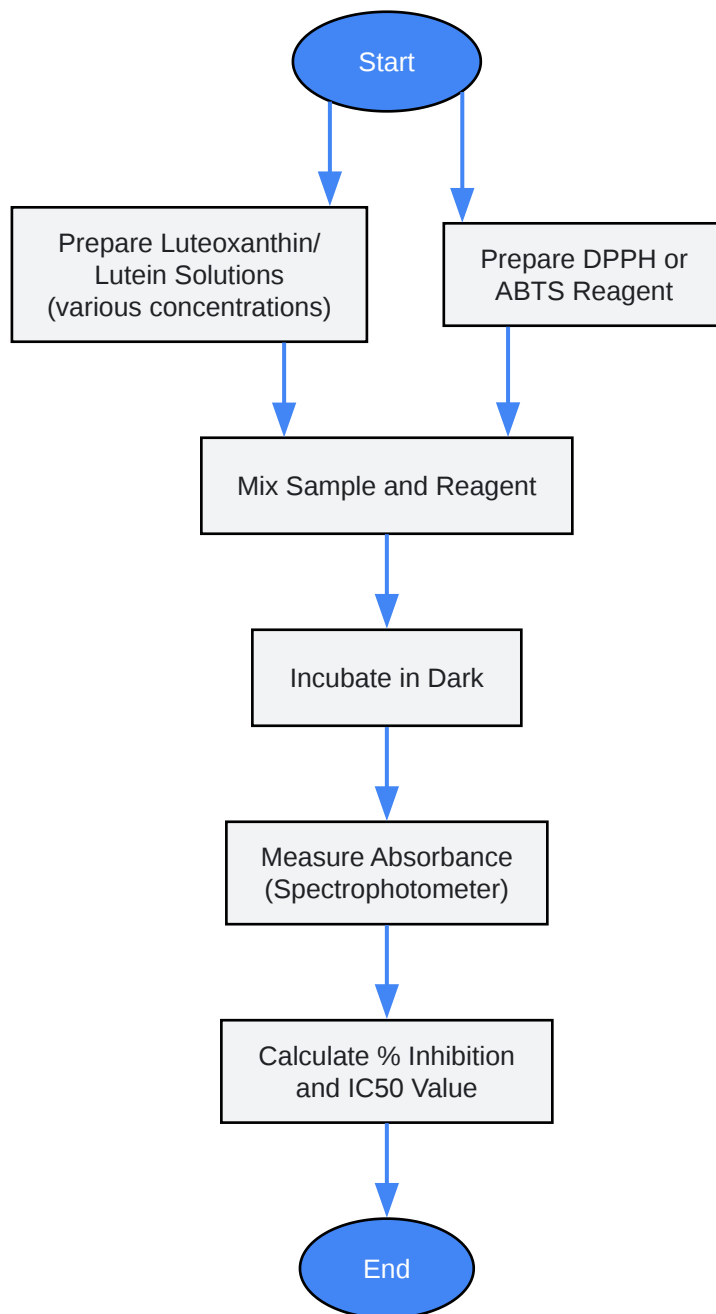 Start
Prepare Luteoxanthin/
Lutein Solutions
(various concentrations)
Prepare DPPH or
ABTS Reagent
Mix Sample and Reagent
Incubate in Dark
Measure Absorbance
(Spectrophotometer)
Calculate % Inhibition
and IC50 Value
End